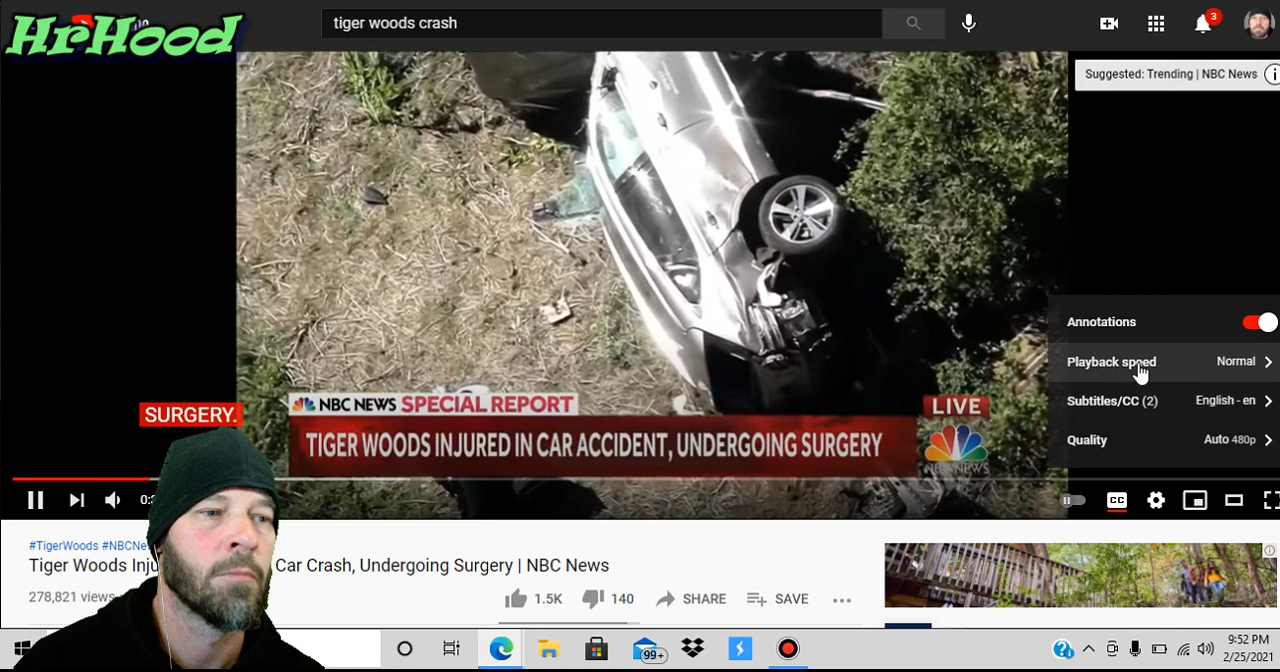 HrHood
tiger woods crash
3
Suggested: Trending | NBC News
Annotations
Playback speed
Normal
Subtitles/CC (2)
English - en
Quality
Auto 480p
SURGERY.
NBC NEWS SPECIAL REPORT
LIVE
TIGER WOODS INJURED IN CAR ACCIDENT, UNDERGOING SURGERY
NBC NEWS
CC
#TigerWoods #NBCNe
Tiger Woods Inju Car Crash, Undergoing Surgery | NBC News
278,821 views
1.5K
140
SHARE
SAVE
99+
9:52 PM
2/25/2021